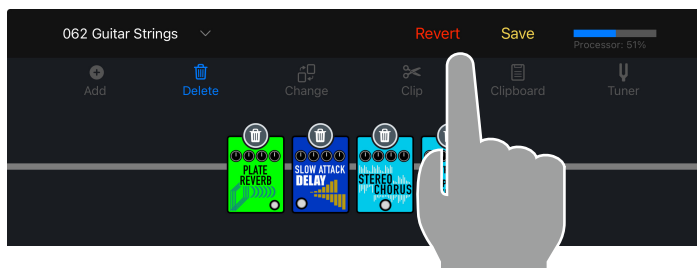 062 Guitar Strings
Revert
Save
Processor: 51%
Add
Delete
Change
Clip
Clipboard
Tuner
PLATE
REVERB
SLOW ATTACK
DELAY
STEREO
CHORUS